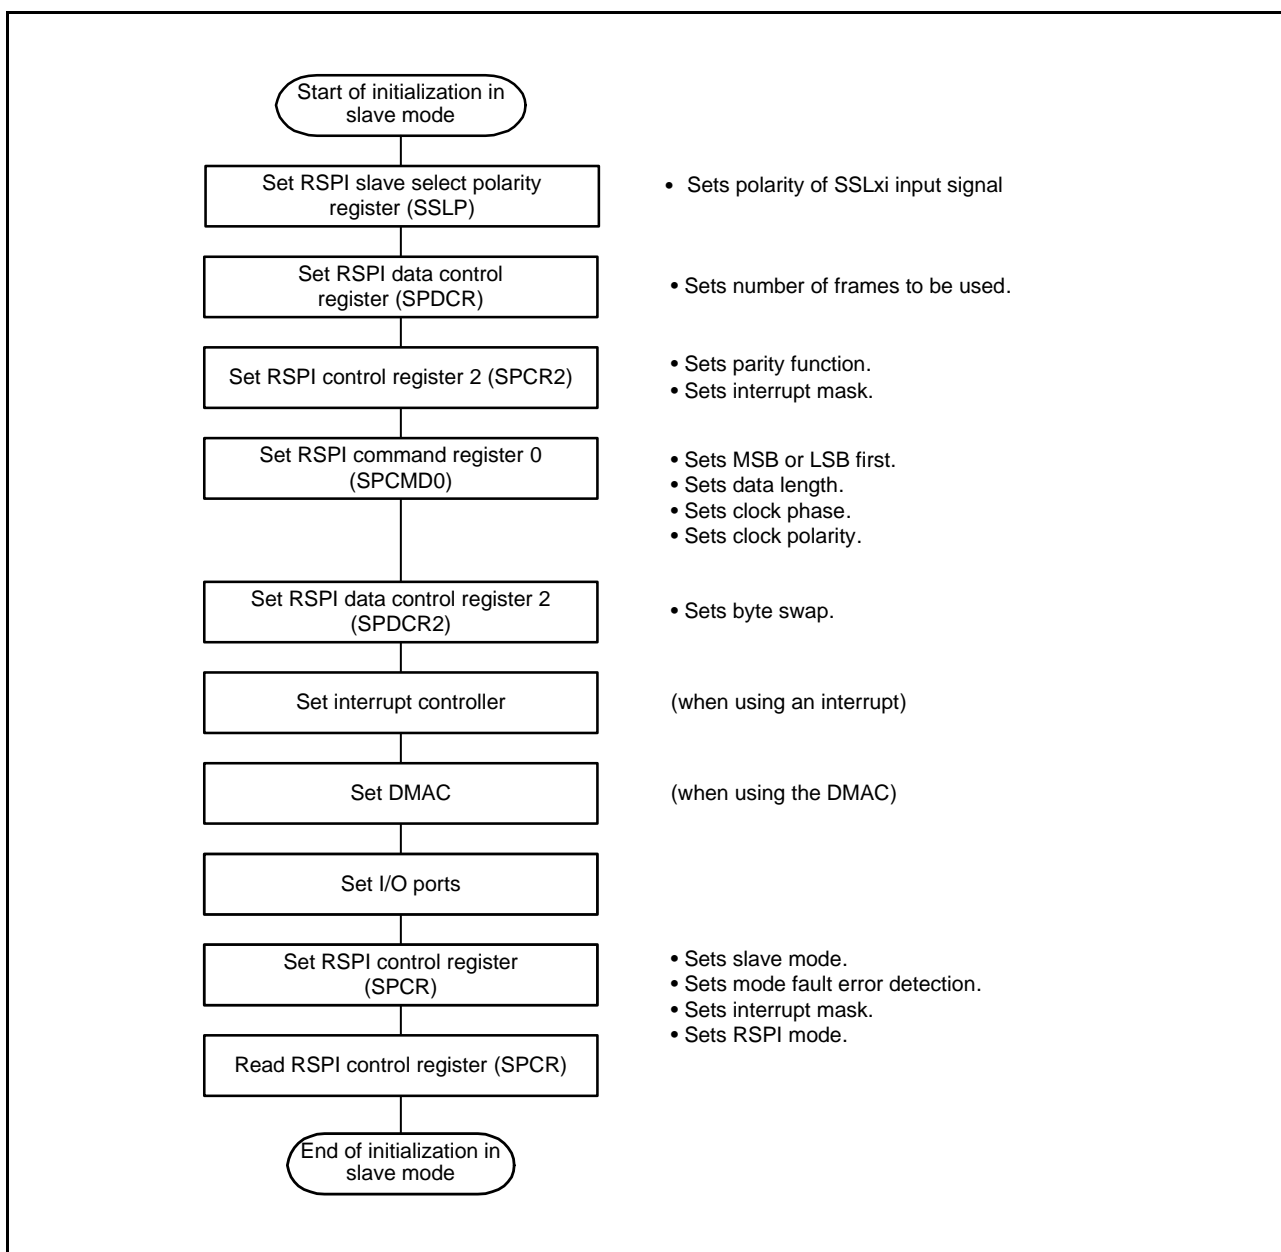 Start of initialization in
slave mode
Set RSPI slave select polarity
register (SSLP)
• Sets polarity of SSLxi input signal
Set RSPI data control
register (SPDCR)
• Sets number of frames to be used.
Set RSPI control register 2 (SPCR2)
• Sets parity function.
• Sets interrupt mask.
Set RSPI command register 0
(SPCMD0)
• Sets MSB or LSB first.
• Sets data length.
• Sets clock phase.
• Sets clock polarity.
Set RSPI data control register 2
(SPDCR2)
• Sets byte swap.
Set interrupt controller
(when using an interrupt)
Set DMAC
(when using the DMAC)
Set I/O ports
Set RSPI control register
(SPCR)
• Sets slave mode.
• Sets mode fault error detection.
• Sets interrupt mask.
• Sets RSPI mode.
Read RSPI control register (SPCR)
End of initialization in
slave mode